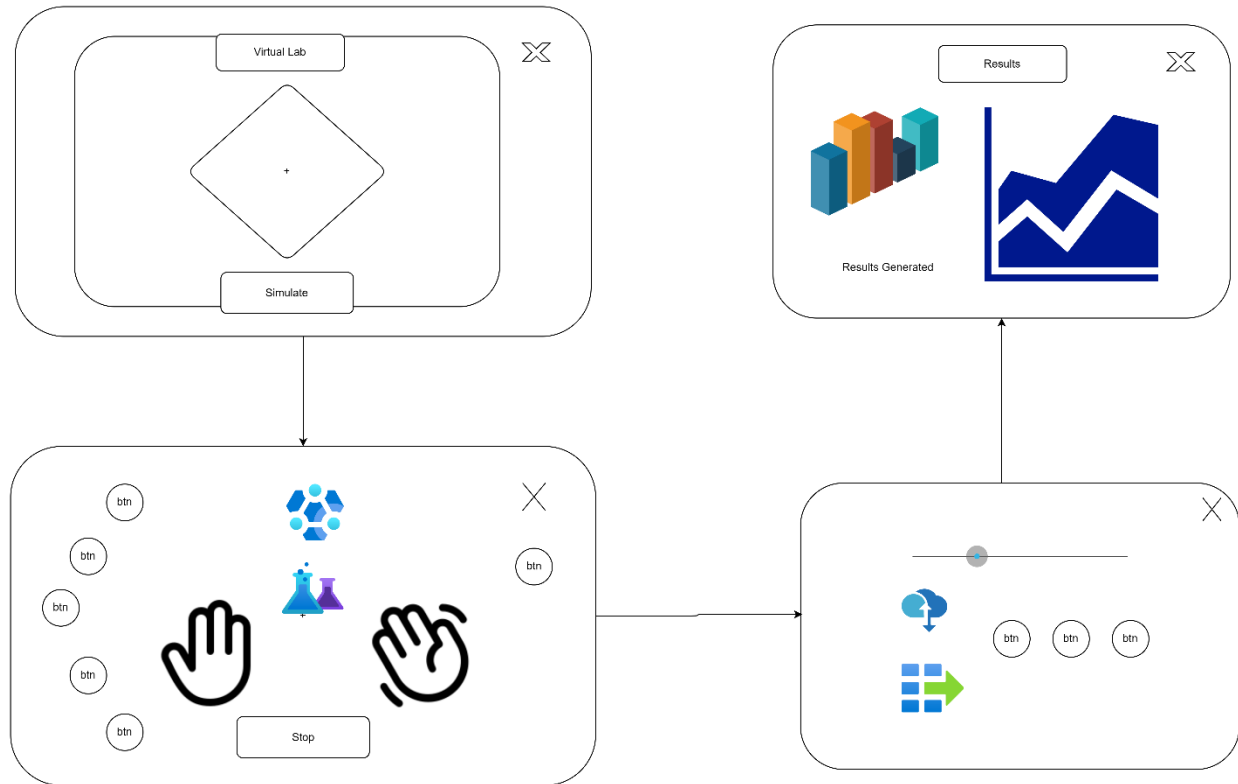 Virtual Lab
+
Simulate
btn
btn
btn
btn
btn
btn
+
Stop
btn
btn
btn
Results
Results Generated